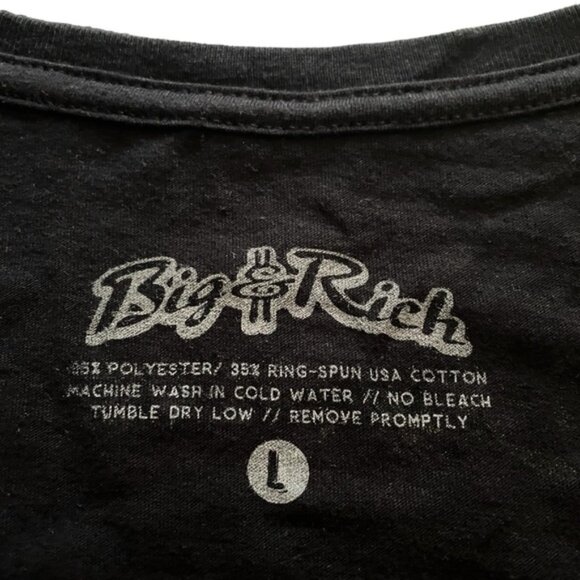 Big & Rich
% POLYESTER/ 35% RING-SPUN USA COTTON
MACHINE WASH IN COLD WATER // NO BLEACH
TUMBLE DRY LOW // REMOVE PROMPTLY
L